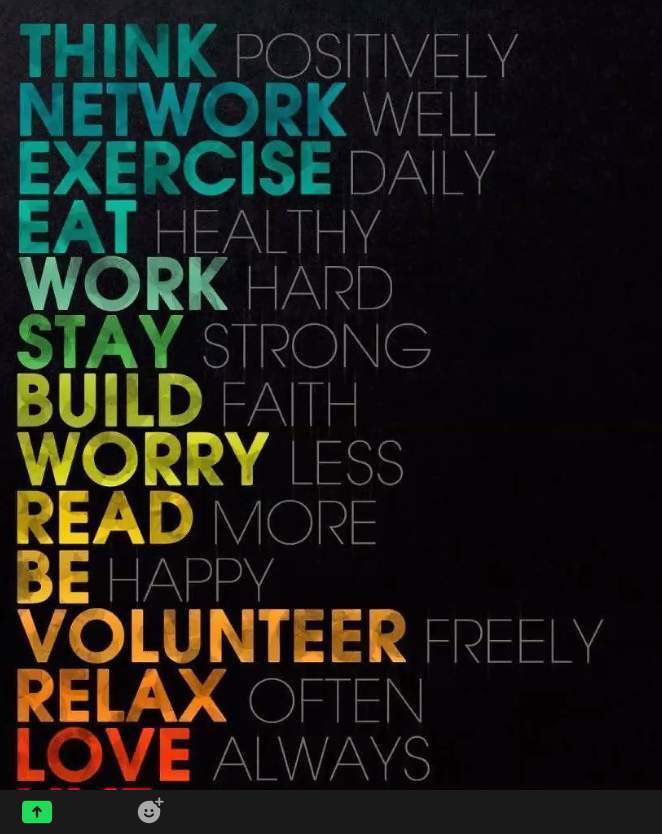 THINK POSITIVELY
NETWORK WELL
EXERCISE DAILY
EAT HEALTHY
WORK HARD
STAY STRONG
BUILD FAITH
WORRY LESS
READ MORE
BE HAPPY
VOLUNTEER FREELY
RELAX OFTEN
LOVE ALWAYS